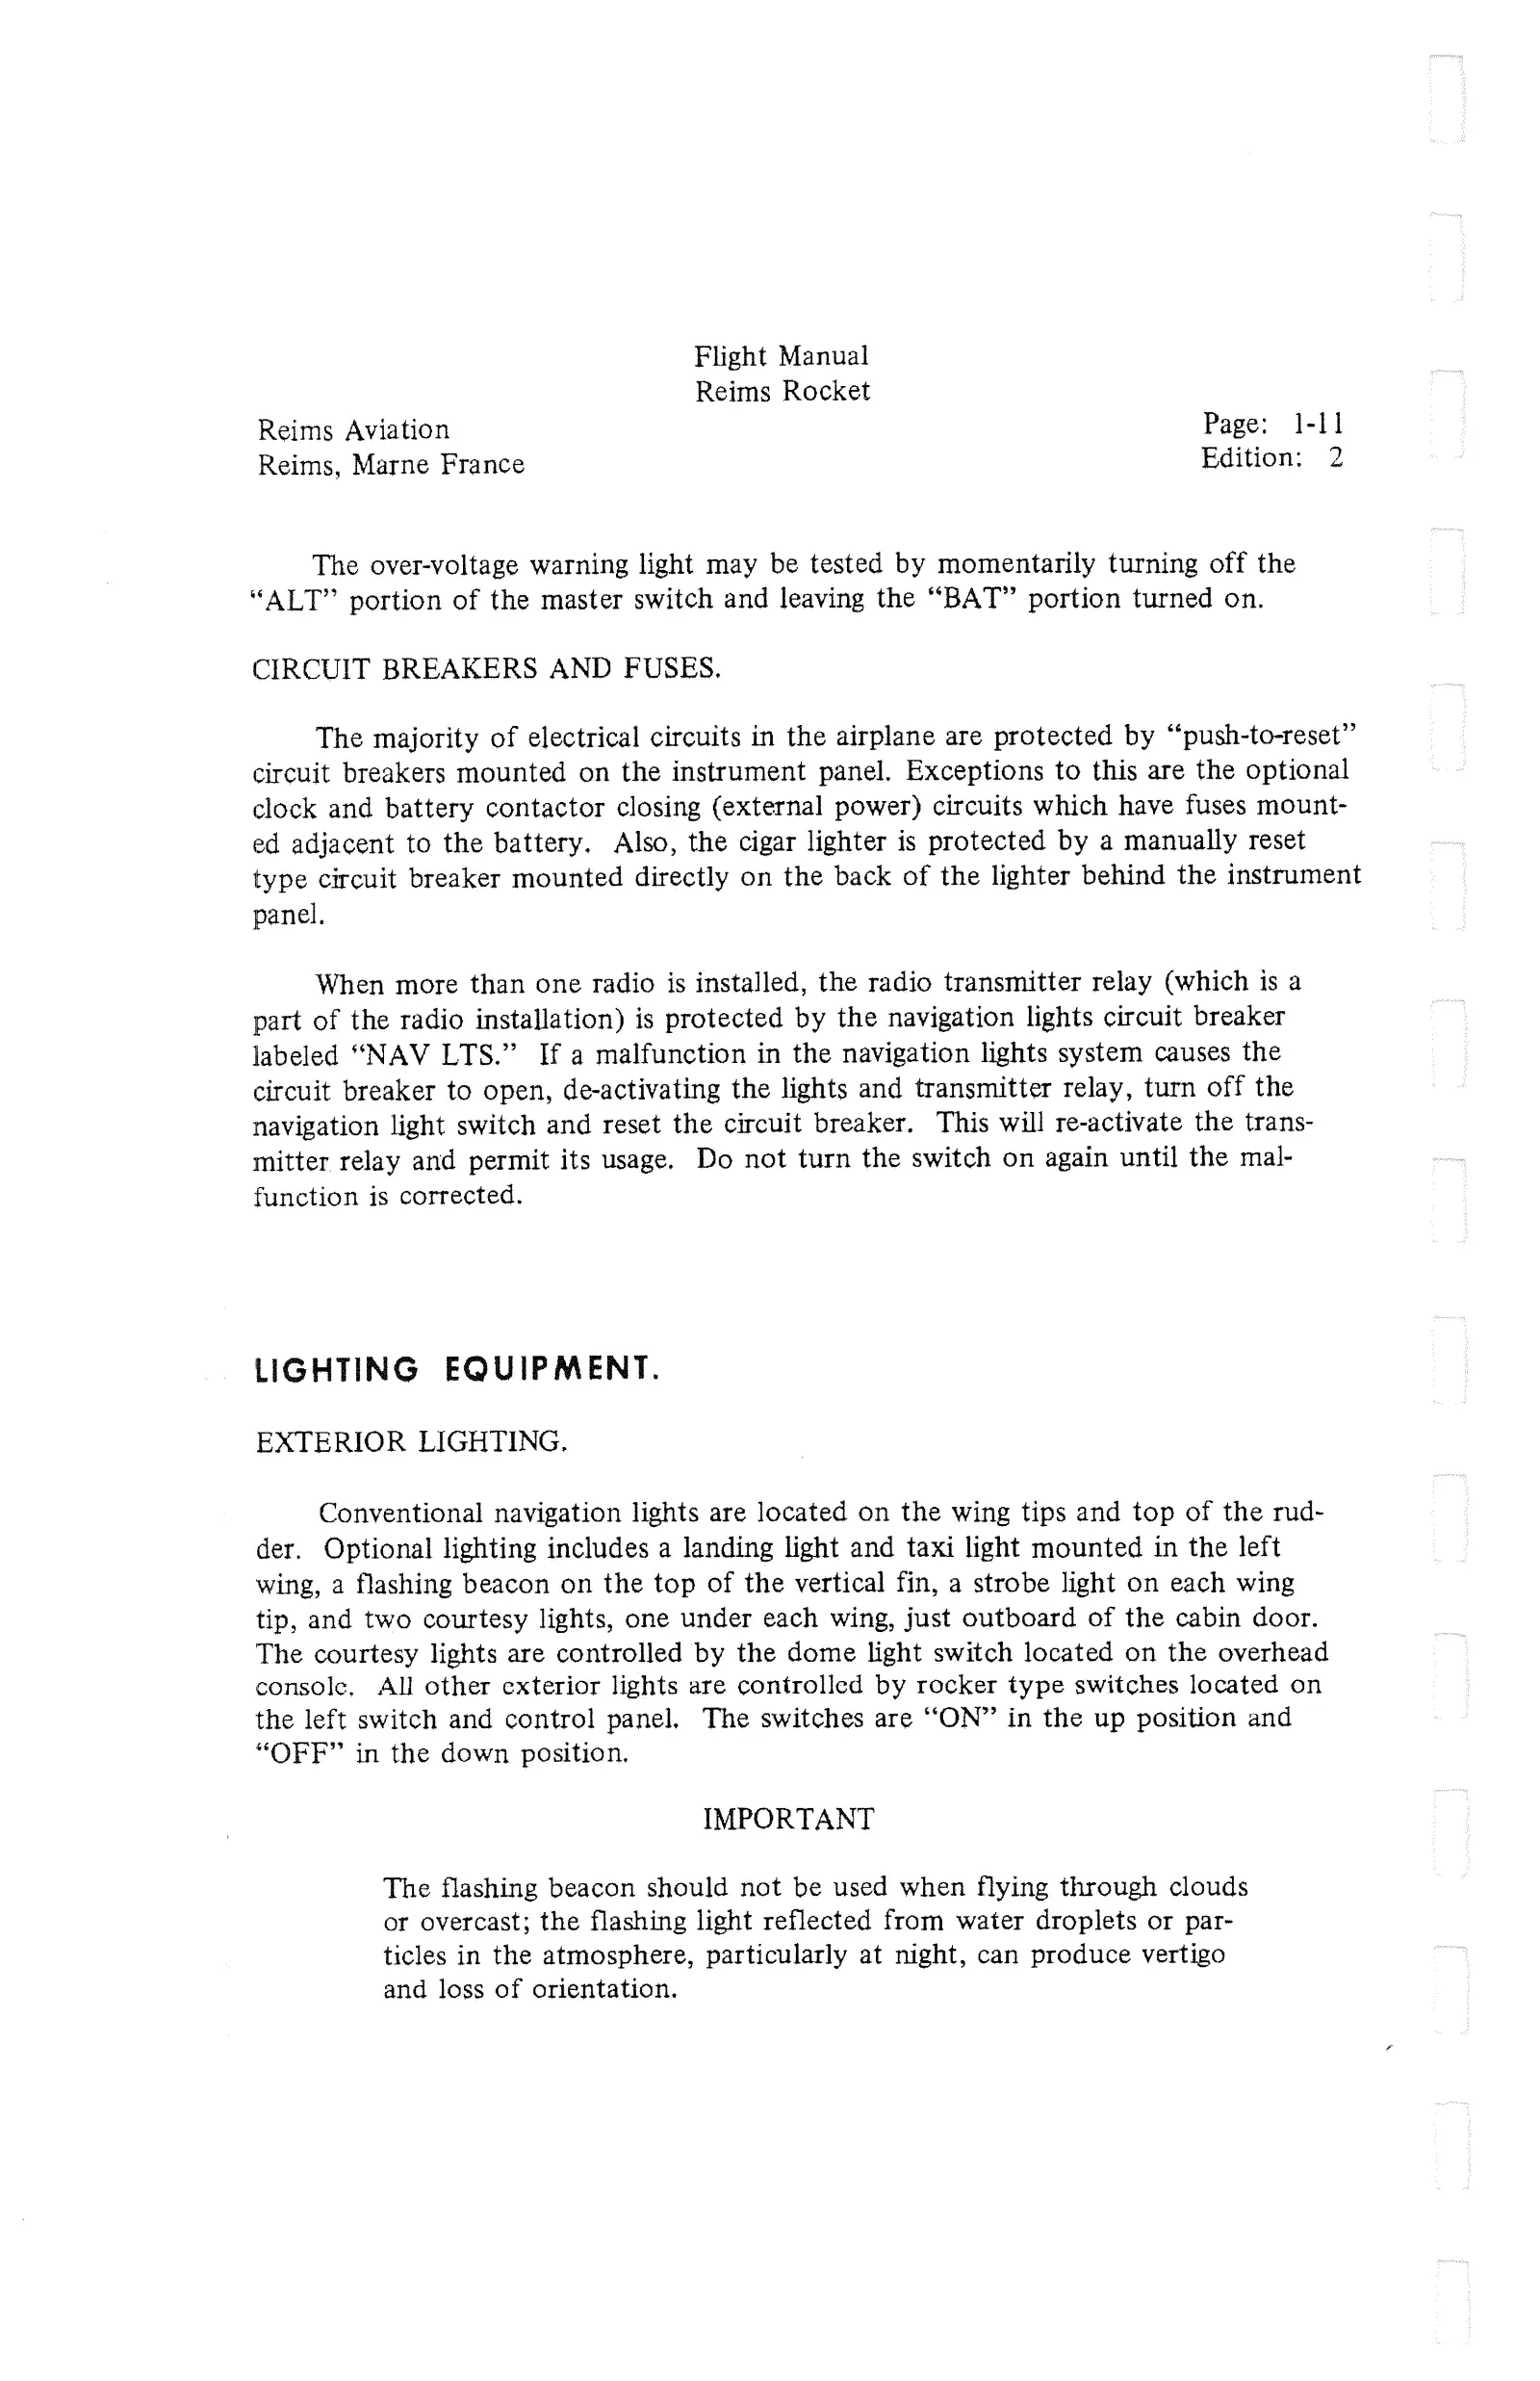 Flight Manual
Reims Rocket
Reims Aviation
Reims, Marne France
Page: 1-11
Edition: 2
The over-voltage warning light may be tested by momentarily turning off the
“ALT” portion of the master switch and leaving the “BAT” portion turned on.
CIRCUIT BREAKERS AND FUSES.
The majority of electrical circuits in the airplane are protected by “push-to-reset”
circuit breakers mounted on the instrument panel. Exceptions to this are the optional
clock and battery contactor closing (external power) circuits which have fuses mount-
ed adjacent to the battery. Also, the cigar lighter is protected by a manually reset
type circuit breaker mounted directly on the back of the lighter behind the instrument
panel.
When more than one radio is installed, the radio transmitter relay (which is a
part of the radio installation) is protected by the navigation lights circuit breaker
labeled “NAV LTS.” If a malfunction in the navigation lights system causes the
circuit breaker to open, de-activating the lights and transmitter relay, turn off the
navigation light switch and reset the circuit breaker. This will re-activate the trans-
mitter relay and permit its usage. Do not turn the switch on again until the mal-
function is corrected.
LIGHTING EQUIPMENT.
EXTERIOR LIGHTING.
Conventional navigation lights are located on the wing tips and top of the rud-
der. Optional lighting includes a landing light and taxi light mounted in the left
wing, a flashing beacon on the top of the vertical fin, a strobe light on each wing
tip, and two courtesy lights, one under each wing, just outboard of the cabin door.
The courtesy lights are controlled by the dome light switch located on the overhead
console. All other exterior lights are controlled by rocker type switches located on
the left switch and control panel. The switches are “ON” in the up position and
“OFF” in the down position.
IMPORTANT
The flashing beacon should not be used when flying through clouds
or overcast; the flashing light reflected from water droplets or par-
ticles in the atmosphere, particularly at night, can produce vertigo
and loss of orientation.